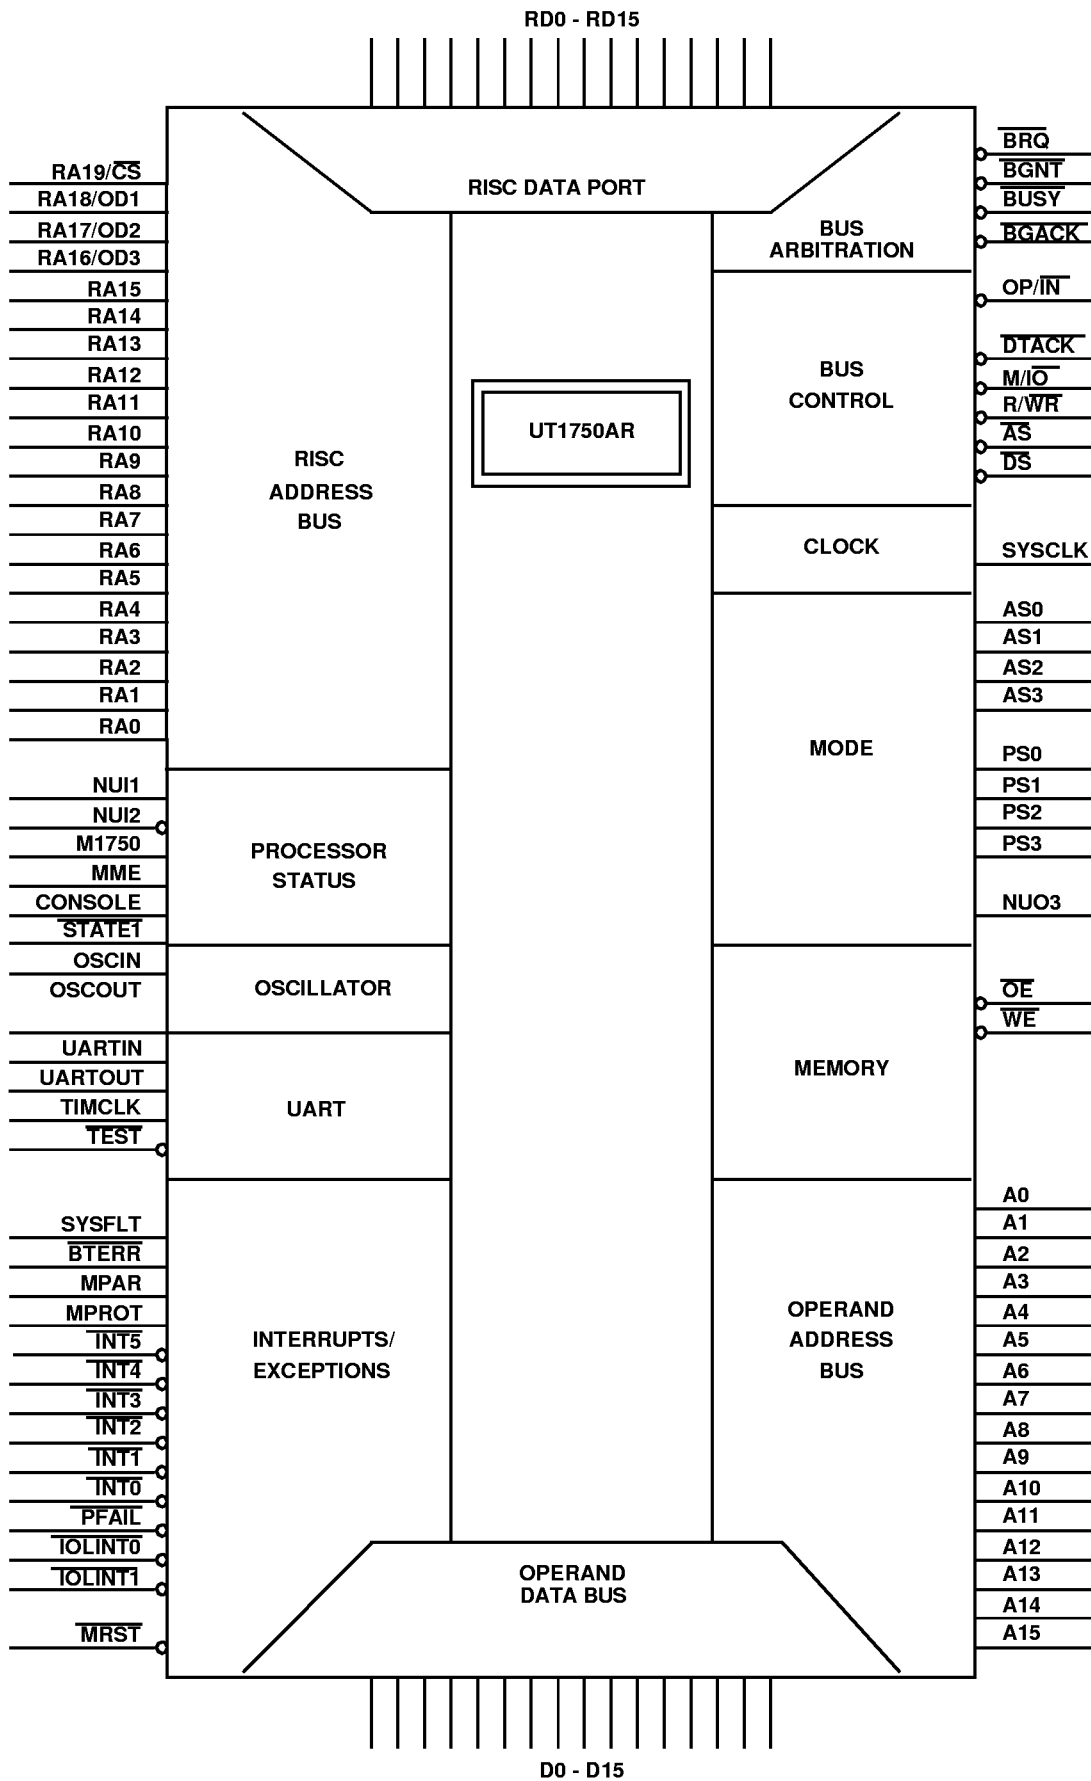 RD0 - RD15
RISC DATA PORT
RA19/CS
RA18/OD1
RA17/OD2
RA16/OD3
RA15
RA14
RA13
RA12
RA11
RA10
RA9
RA8
RA7
RA6
RA5
RA4
RA3
RA2
RA1
RA0
NUI1
NUI2
M1750
MME
CONSOLE
STATE1
OSCIN
OSCOUT
UARTIN
UARTOUT
TIMCLK
TEST
SYSFLT
BTERR
MPAR
MPROT
INT5
INT4
INT3
INT2
INT1
INT0
PFAIL
IOLINT0
IOLINT1
MRST
RISC
ADDRESS
BUS
PROCESSOR
STATUS
OSCILLATOR
UART
INTERRUPTS/
EXCEPTIONS
UT1750AR
BUS
ARBITRATION
BUS
CONTROL
CLOCK
MODE
MEMORY
OPERAND
ADDRESS
BUS
BRQ
BGNT
BUSY
BGACK
OP/IN
DTACK
M/IO
R/WR
AS
DS
SYSCLK
AS0
AS1
AS2
AS3
PS0
PS1
PS2
PS3
NUO3
OE
WE
A0
A1
A2
A3
A4
A5
A6
A7
A8
A9
A10
A11
A12
A13
A14
A15
OPERAND
DATA BUS
D0 - D15